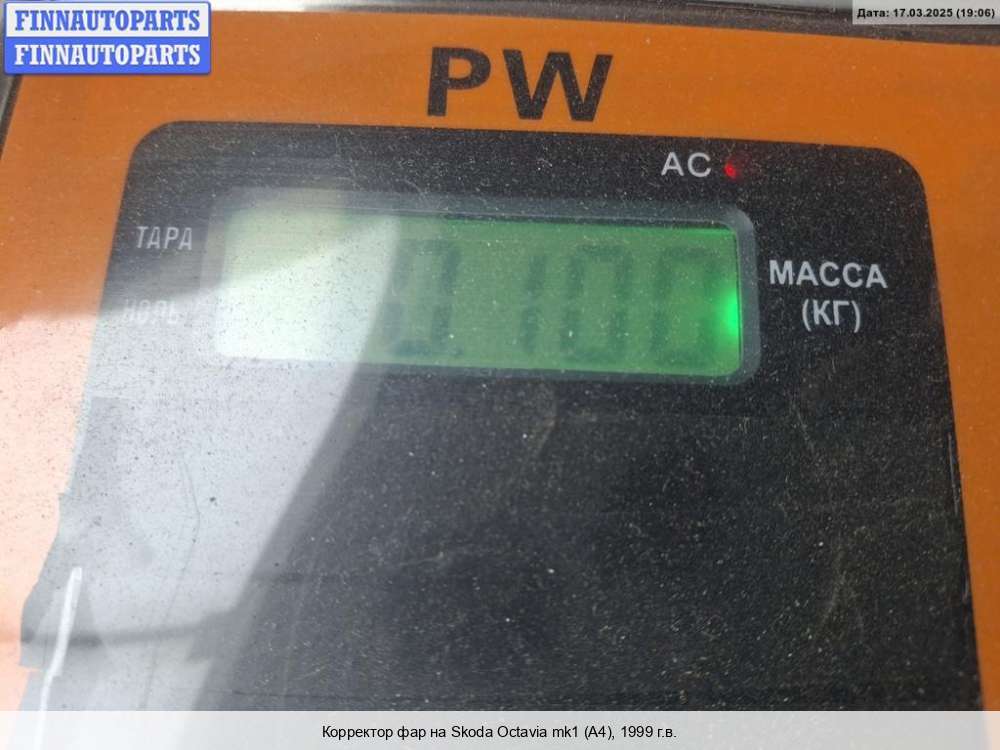 FINNAUTOPARTS
FINNAUTOPARTS
Дата: 17.03.2025 (19:06)
PW
AC
ТАРА
НОЛЬ
0.100
МАССА
(КГ)
Корректор фар на Skoda Octavia mk1 (A4), 1999 г.в.